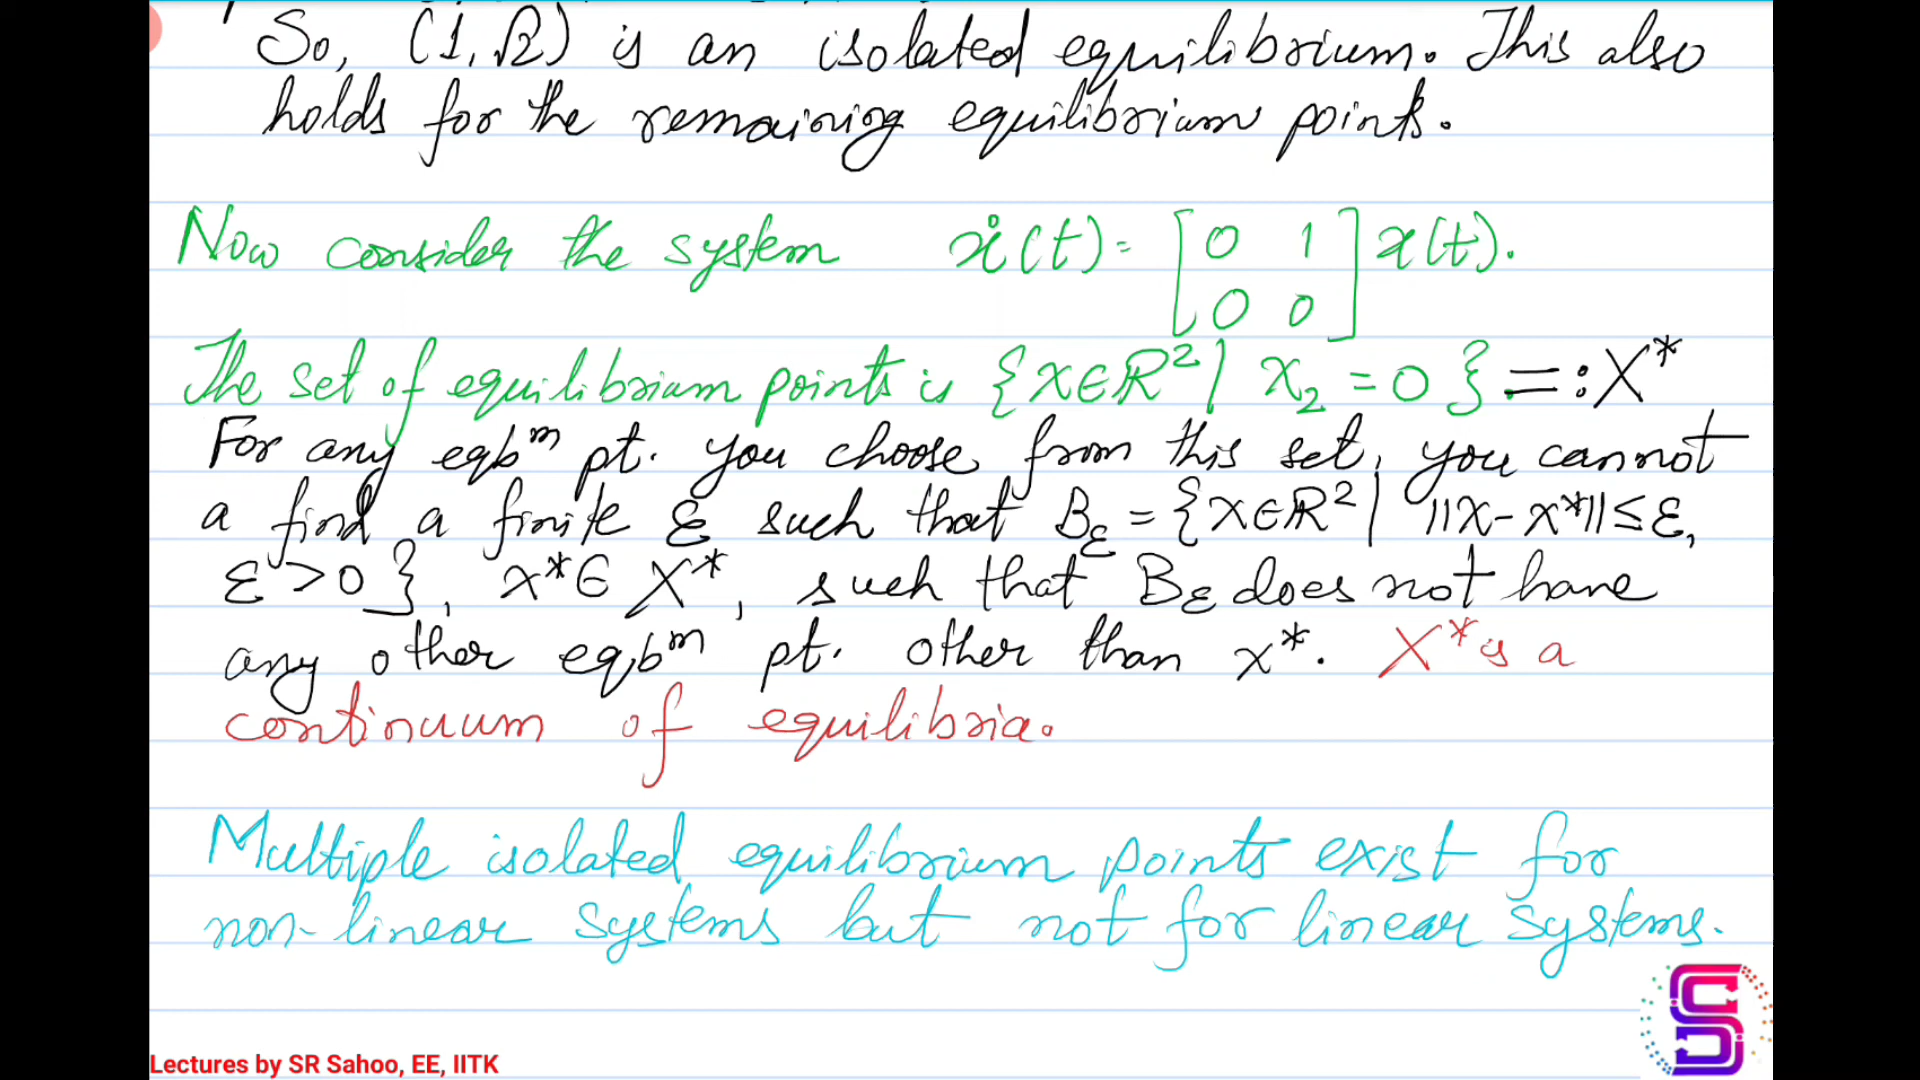 So, (1, √2) is an isolated equilibrium. This also
holds for the remaining equilibrium points.
Now consider the system ẋ(t) = [0 1; 0 0] x(t).
The set of equilibrium points is {x∈ℝ² | x₂ = 0} =: X*
For any eqbᵐ pt. you choose from this set, you cannot
a find a finite ε such that B_ε = {x∈ℝ² | ||x-x*|| ≤ ε,
ε > 0}, x* ∈ X*, such that B_ε does not have
any other eqbᵐ pt. other than x*. X* is a
continuum of equilibria.
Multiple isolated equilibrium points exist for
non-linear systems but not for linear systems.
Lectures by SR Sahoo, EE, IITK